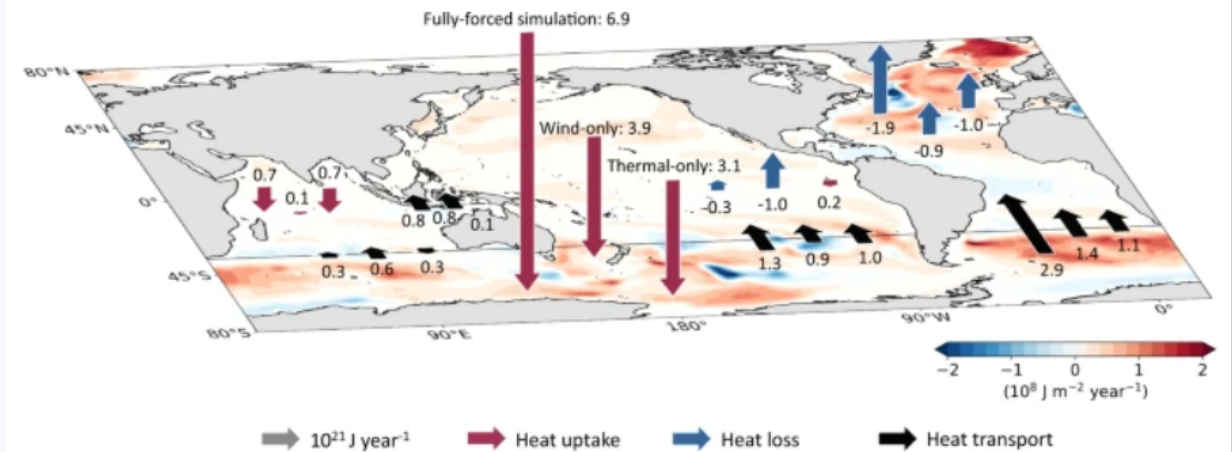 Fully-forced simulation: 6.9
80°N
45°N
Wind-only: 3.9
-1.9
-1.0
-0.9
Thermal-only: 3.1
0.7
0.1
0.7
0°
0.8
0.8
0.1
-0.3
-1.0
0.2
45°S
0.3
0.6
0.3
1.3
0.9
1.0
2.9
1.4
1.1
80°S
90°E
180°
90°W
0°
−2 −1 0 1 2
(10⁸ J m⁻² year⁻¹)
10²¹ J year⁻¹
Heat uptake
Heat loss
Heat transport